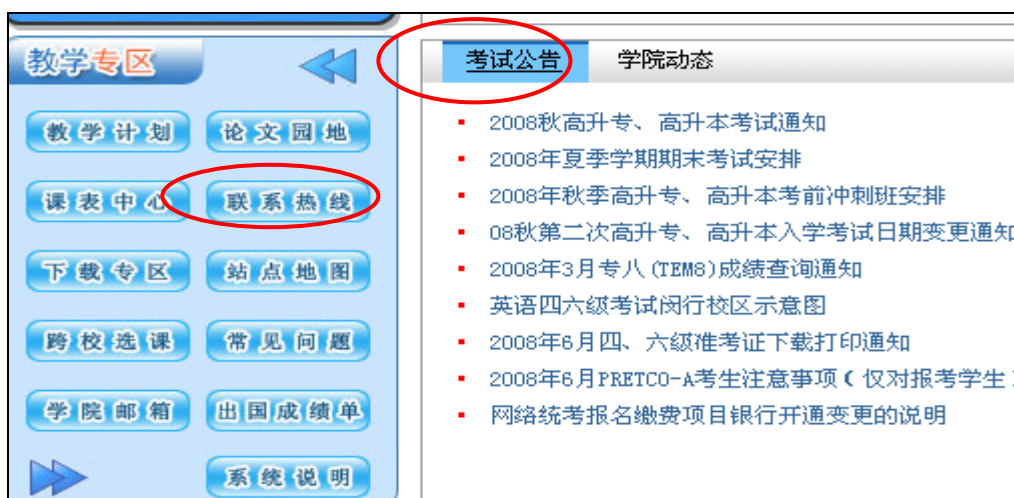 教学专区
教学计划
论文园地
课表中心
联系热线
下载专区
站点地图
跨校选课
常见问题
学院邮箱
出国成绩单
系统说明
考试公告
学院动态
2008秋高升专、高升本考试通知
2008年夏季学期期末考试安排
2008年秋季高升专、高升本考前冲刺班安排
08秋第二次高升专、高升本入学考试日期变更通知
2008年3月专八(TEM8)成绩查询通知
英语四六级考试闵行校区示意图
2008年6月四、六级准考证下载打印通知
2008年6月PRETCO-A考生注意事项(仅对报考学生
网络统考报名缴费项目银行开通变更的说明